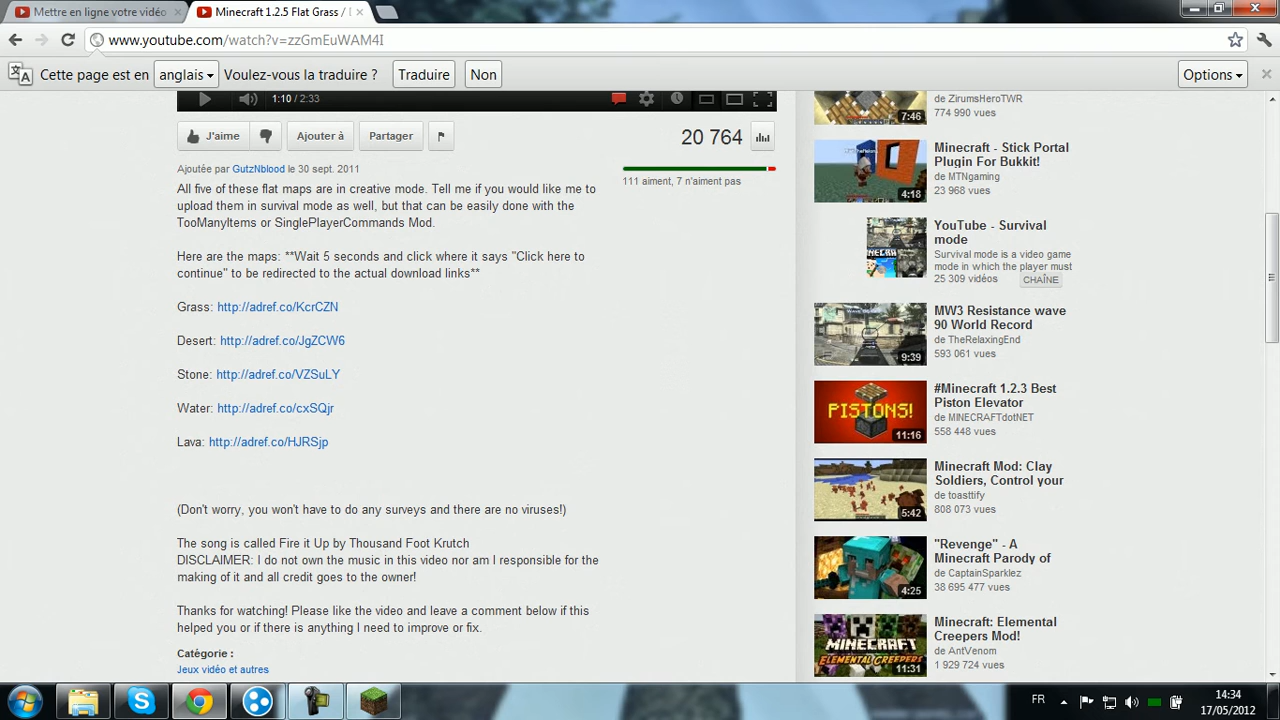 Mettre en ligne votre vidéo
Minecraft 1.2.5 Flat Grass /
www.youtube.com/watch?v=zzGmEuWAM4I
Cette page est en anglais Voulez-vous la traduire ? Traduire Non Options
1:10 / 2:33
J'aime Ajouter à Partager 20 764
Ajoutée par GutzNblood le 30 sept. 2011
111 aiment, 7 n'aiment pas
All five of these flat maps are in creative mode. Tell me if you would like me to
upload them in survival mode as well, but that can be easily done with the
TooManyItems or SinglePlayerCommands Mod.
Here are the maps: **Wait 5 seconds and click where it says "Click here to
continue" to be redirected to the actual download links**
Grass: http://adref.co/KcrCZN
Desert: http://adref.co/JgZCW6
Stone: http://adref.co/VZSuLY
Water: http://adref.co/cxSQjr
Lava: http://adref.co/HJRSjp
(Don't worry, you won't have to do any surveys and there are no viruses!)
The song is called Fire it Up by Thousand Foot Krutch
DISCLAIMER: I do not own the music in this video nor am I responsible for the
making of it and all credit goes to the owner!
Thanks for watching! Please like the video and leave a comment below if this
helped you or if there is anything I need to improve or fix.
Catégorie :
Jeux vidéo et autres
de ZirumsHeroTWR
774 990 vues
7:46
Minecraft - Stick Portal
Plugin For Bukkit!
de MTNgaming
23 968 vues
4:18
YouTube - Survival
mode
Survival mode is a video game
mode in which the player must
25 309 vidéos CHAÎNE
MW3 Resistance wave
90 World Record
de TheRelaxingEnd
593 061 vues
9:39
#Minecraft 1.2.3 Best
Piston Elevator
de MINECRAFTdotNET
558 448 vues
PISTONS!
11:16
Minecraft Mod: Clay
Soldiers, Control your
de toasttify
808 073 vues
5:42
"Revenge" - A
Minecraft Parody of
de CaptainSparklez
38 695 477 vues
4:25
Minecraft: Elemental
Creepers Mod!
de AntVenom
1 929 724 vues
MINECRAFT
ELEMENTAL CREEPERS
11:31
FR
14:34
17/05/2012